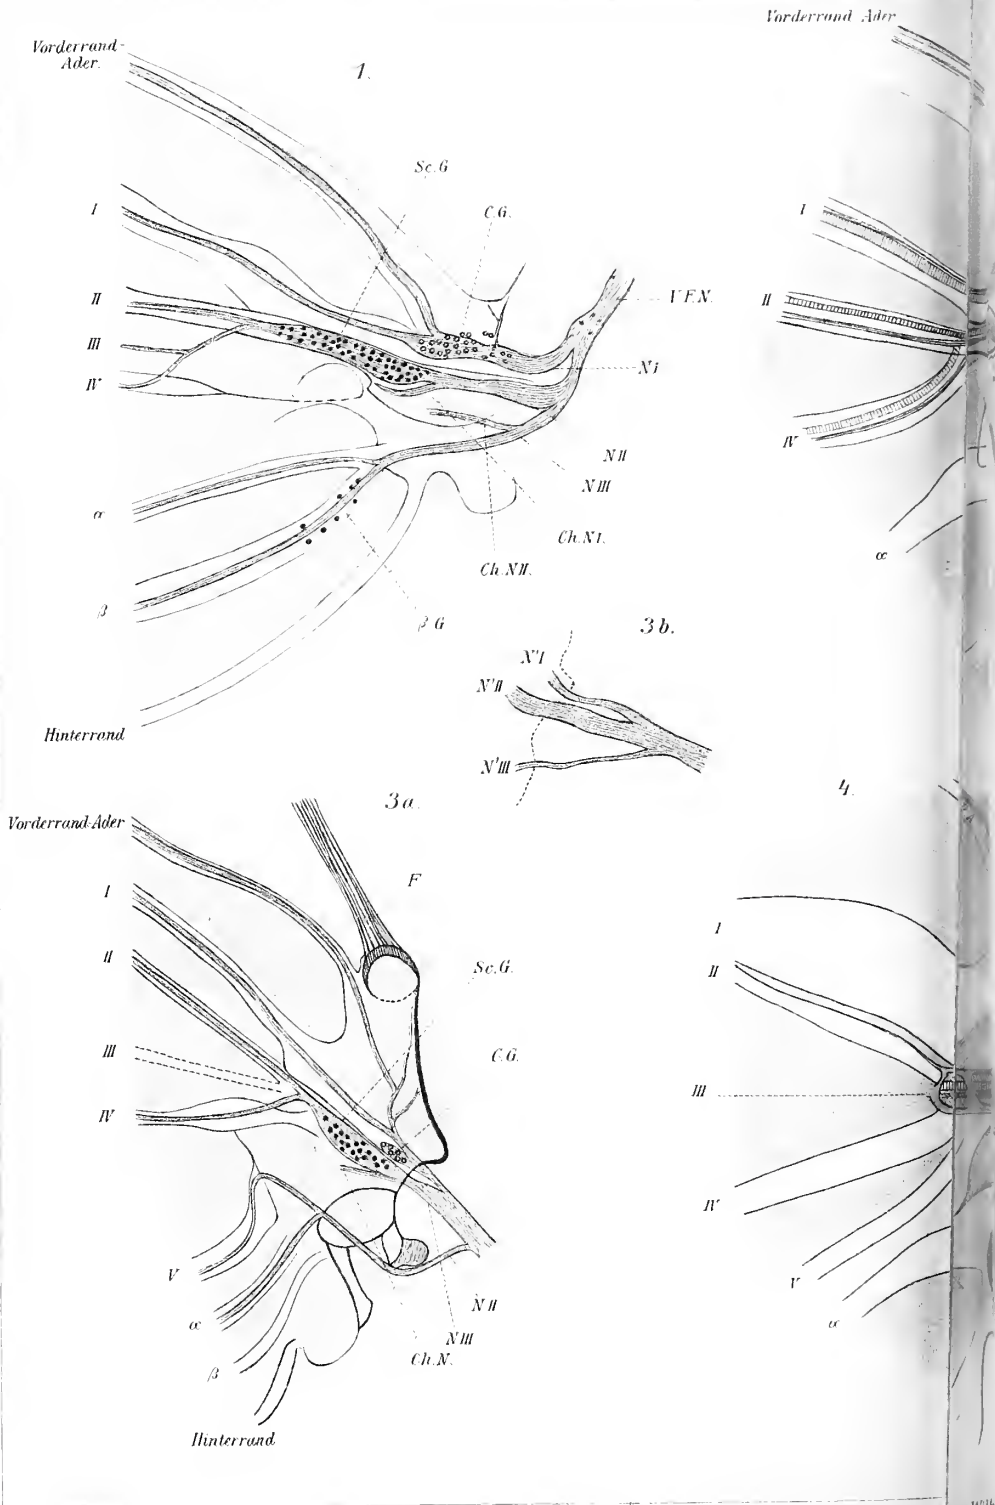 Vorderrand-
Ader.
1.
Sc.G
C.G.
I
II
III
IV
V.F.N.
N I
N II
N III
Ch.N I.
Ch.N II.
α
β
β G
Hinterrand
Vorderrand Ader
I
II
IV
α
3 b.
N'I
N'II
N'III
3 a.
Vorderrand-Ader
I
II
III
IV
V
α
β
Hinterrand
F
Sc.G.
C.G.
N II
N III
Ch.N.
4.
I
II
III
IV
V
α